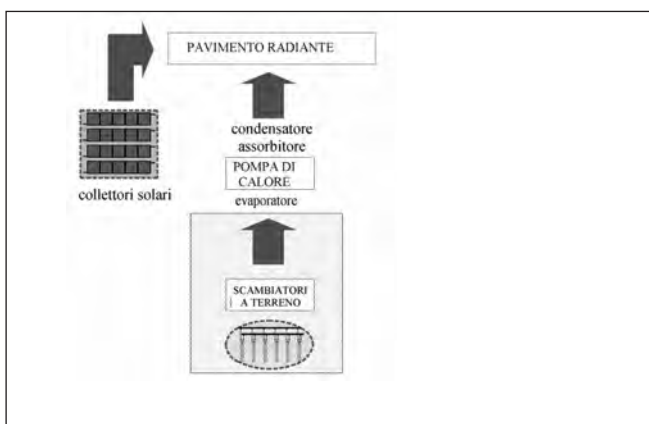 PAVIMENTO RADIANTE
condensatore
assorbitore
POMPA DI
CALORE
collettori solari
evaporatore
SCAMBIATORI
A TERRENO